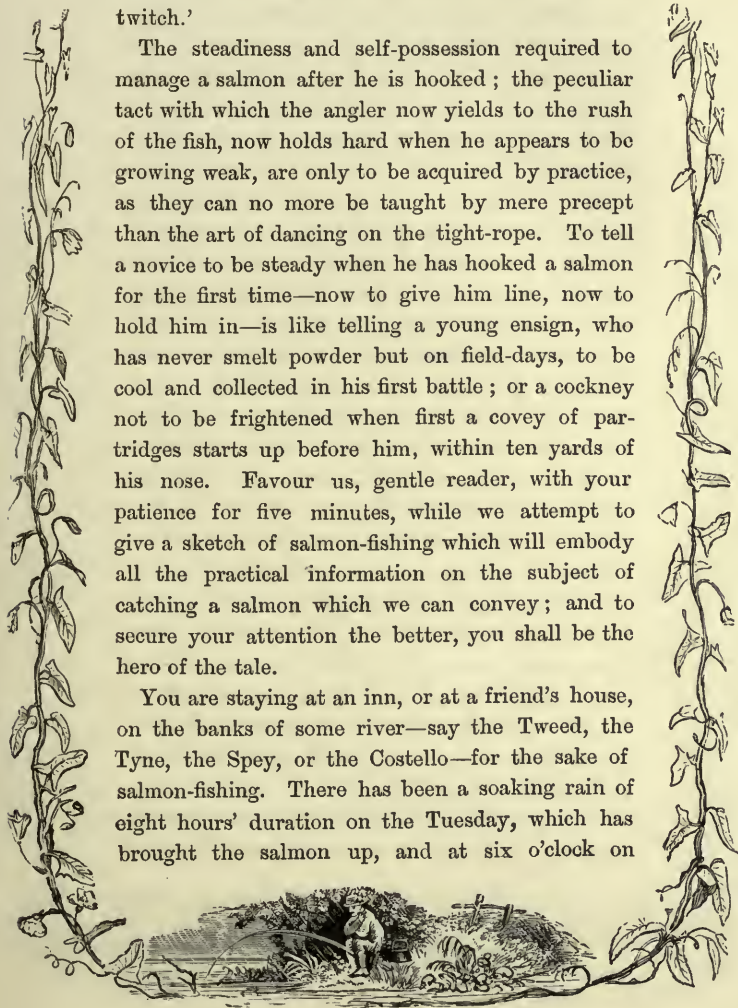 twitch.’
The steadiness and self-possession required to
manage a salmon after he is hooked ; the peculiar
tact with which the angler now yields to the rush
of the fish, now holds hard when he appears to be
growing weak, are only to be acquired by practice,
as they can no more be taught by mere precept
than the art of dancing on the tight-rope. To tell
a novice to be steady when he has hooked a salmon
for the first time—now to give him line, now to
hold him in—is like telling a young ensign, who
has never smelt powder but on field-days, to be
cool and collected in his first battle ; or a cockney
not to be frightened when first a covey of par-
tridges starts up before him, within ten yards of
his nose. Favour us, gentle reader, with your
patience for five minutes, while we attempt to
give a sketch of salmon-fishing which will embody
all the practical information on the subject of
catching a salmon which we can convey ; and to
secure your attention the better, you shall be the
hero of the tale.
You are staying at an inn, or at a friend’s house,
on the banks of some river—say the Tweed, the
Tyne, the Spey, or the Costello—for the sake of
salmon-fishing. There has been a soaking rain of
eight hours’ duration on the Tuesday, which has
brought the salmon up, and at six o’clock on